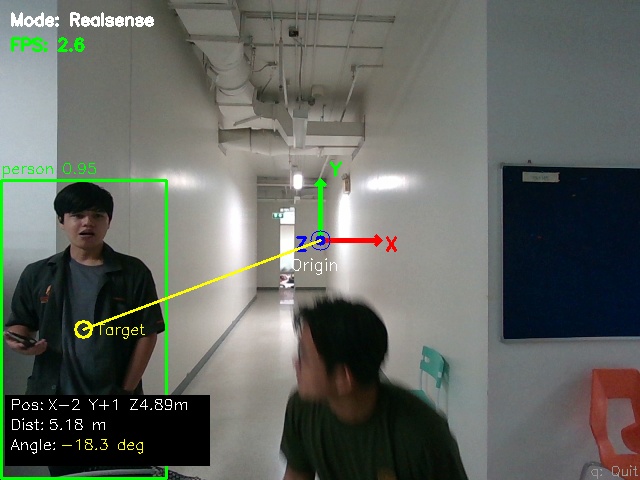 Mode: Realsense
FPS: 2.6
person 0.95
Y
Z
X
Origin
Target
Pos: X-2 Y+1 Z4.89m
Dist: 5.18 m
Angle: -18.3 deg
q: Quit